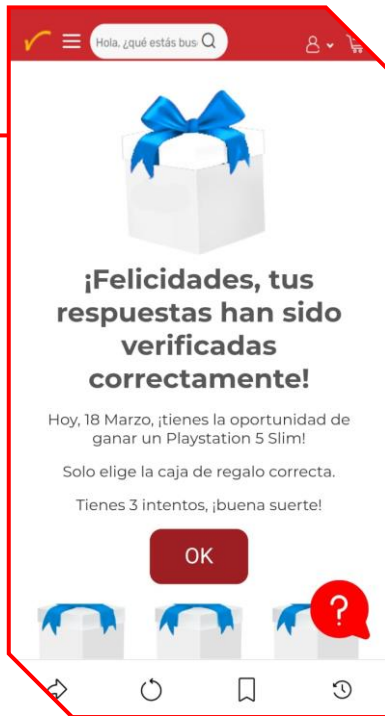 Hola, ¿qué estás bus
¡Felicidades, tus
respuestas han sido
verificadas
correctamente!
Hoy, 18 Marzo, ¡tienes la oportunidad de
ganar un Playstation 5 Slim!
Solo elige la caja de regalo correcta.
Tienes 3 intentos, ¡buena suerte!
OK
?